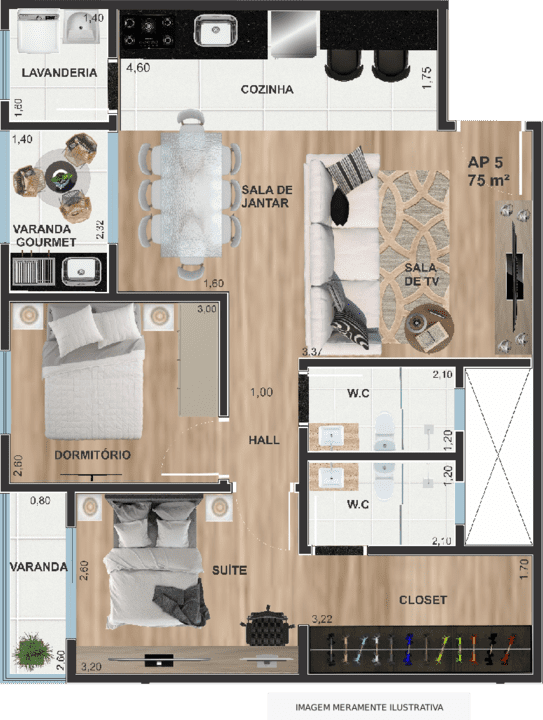 1,40
LAVANDERIA
1,80
4,60
COZINHA
1,75
1,40
VARANDA
GOURMET
2,32
SALA DE
JANTAR
1,60
AP 5
75 m²
SALA
DE TV
3,37
3,00
DORMITÓRIO
2,60
1,00
HALL
W.C
2,10
1,20
W.C
1,20
2,10
0,80
VARANDA
2,60
2,60
SUÍTE
3,20
3,22
CLOSET
1,70
IMAGEM MERAMENTE ILUSTRATIVA